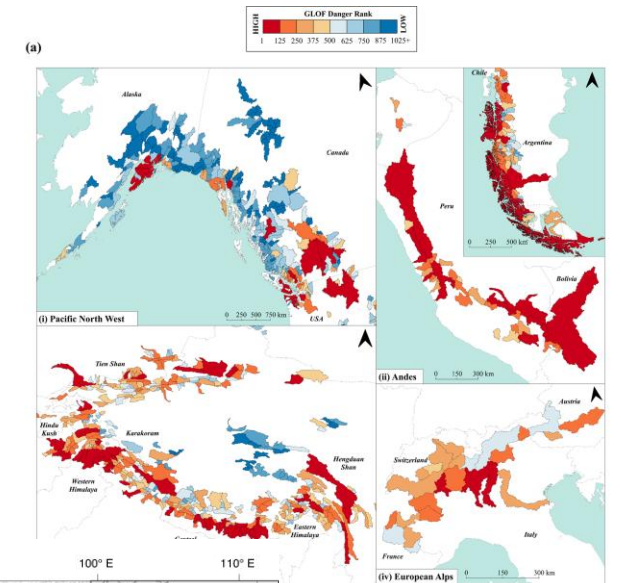 GLOF Danger Rank
HIGH
LOW
1 125 250 375 500 625 750 875 1025+
(a)
Alaska
Canada
USA
0 250 500 750 km
(i) Pacific North West
Chile
Argentina
0 250 500 km
Peru
Bolivia
0 150 300 km
(ii) Andes
Tien Shan
Hindu
Kush
Karakoram
Western
Himalaya
Hengduan
Shan
Eastern
Himalaya
100° E 110° E
Austria
Switzerland
Italy
France
0 150 300 km
(iv) European Alps